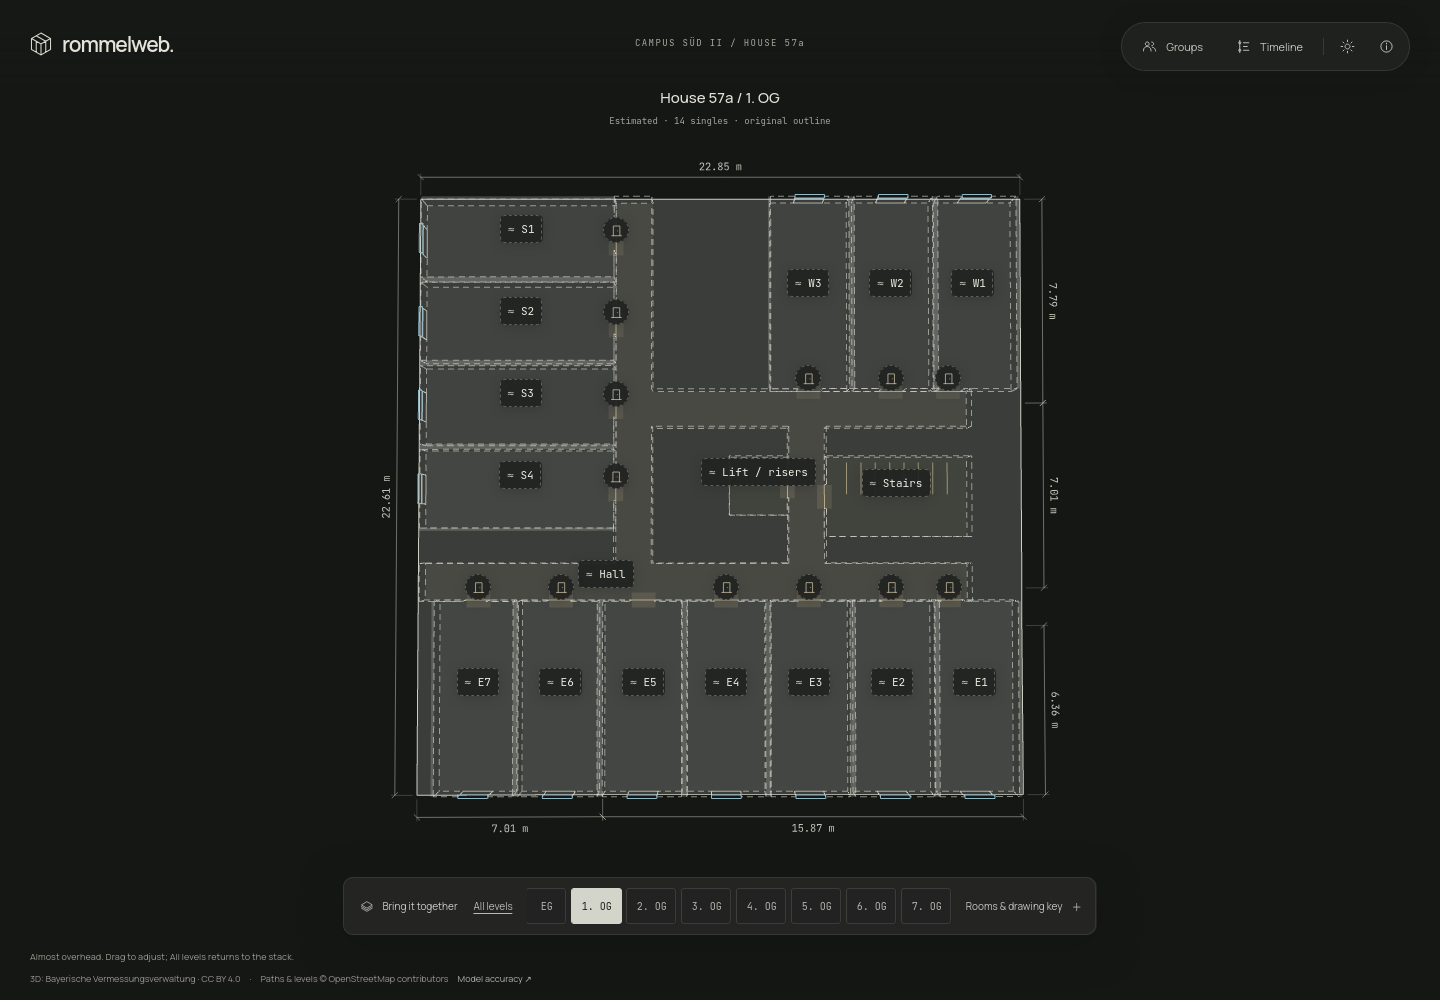 rommelweb.
CAMPUS SÜD II / HOUSE 57a
Groups
Timeline
House 57a / 1. OG
Estimated · 14 singles · original outline
22.85 m
≈ S1
≈ S2
≈ S3
≈ S4
≈ W3
≈ W2
≈ W1
7.79 m
≈ Lift / risers
≈ Stairs
22.61 m
7.01 m
≈ Hall
≈ E7
≈ E6
≈ E5
≈ E4
≈ E3
≈ E2
≈ E1
6.36 m
7.01 m
15.87 m
Bring it together
All levels
EG
1. OG
2. OG
3. OG
4. OG
5. OG
6. OG
7. OG
Rooms & drawing key +
Almost overhead. Drag to adjust; All levels returns to the stack.
3D: Bayerische Vermessungsverwaltung · CC BY 4.0 · Paths & levels © OpenStreetMap contributors Model accuracy ↗